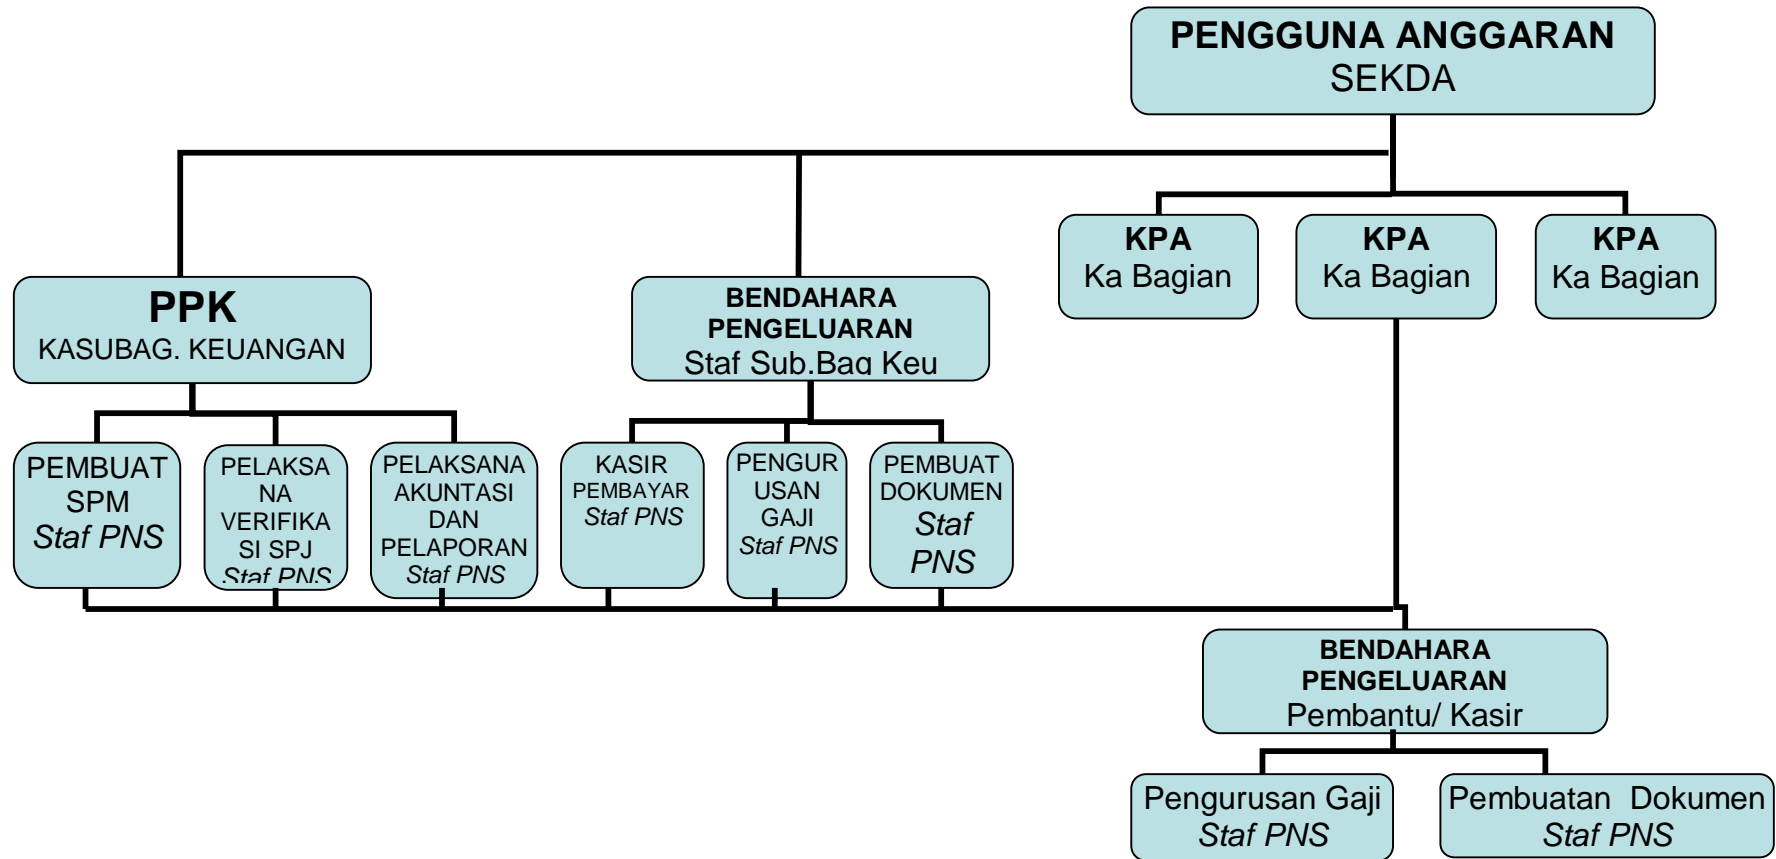 PENGGUNA ANGGARAN
SEKDA
KPA
Ka Bagian
KPA
Ka Bagian
KPA
Ka Bagian
PPK
KASUBAG. KEUANGAN
BENDAHARA
PENGELUARAN
Staf Sub.Bag Keu
PEMBUAT
SPM
Staf PNS
PELAKSA
NA
VERIFIKA
SI SPJ
Staf PNS
PELAKSANA
AKUNTASI
DAN
PELAPORAN
Staf PNS
KASIR
PEMBAYAR
Staf PNS
PENGUR
USAN
GAJI
Staf PNS
PEMBUAT
DOKUMEN
Staf
PNS
BENDAHARA
PENGELUARAN
Pembantu/ Kasir
Pengurusan Gaji
Staf PNS
Pembuatan Dokumen
Staf PNS